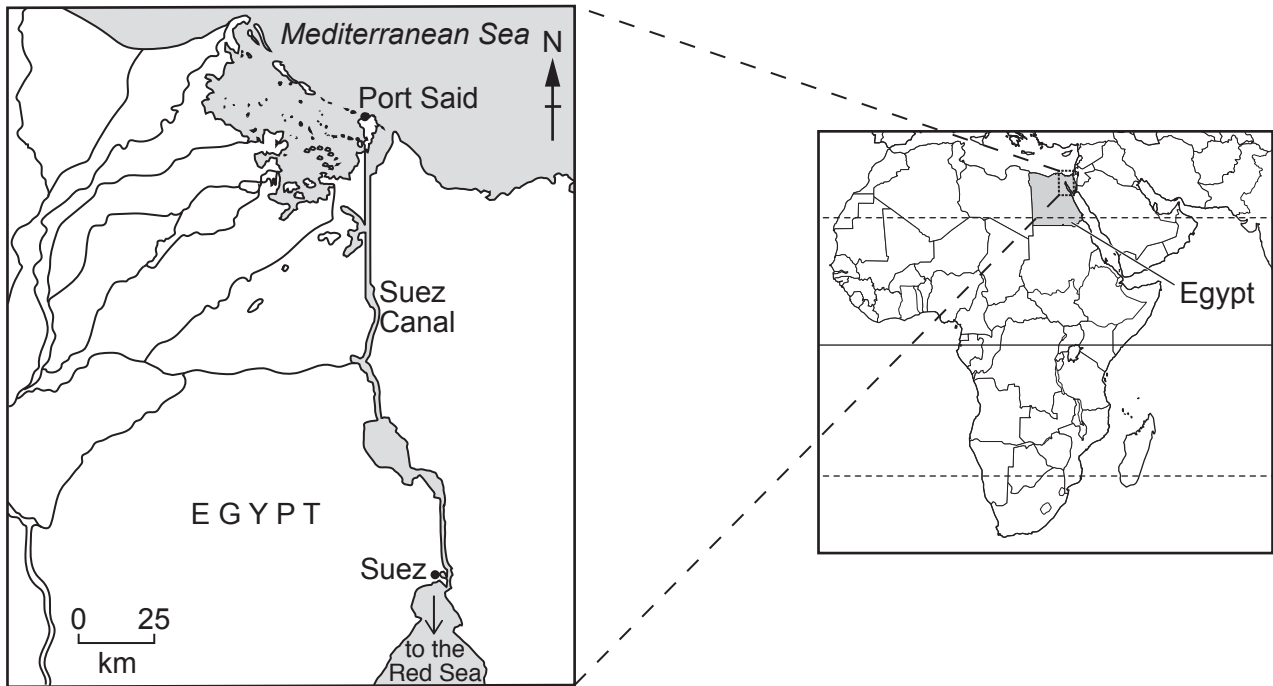 Mediterranean Sea
N
Port Said
Suez
Canal
EGYPT
Suez
0 25
km
to the
Red Sea
Egypt